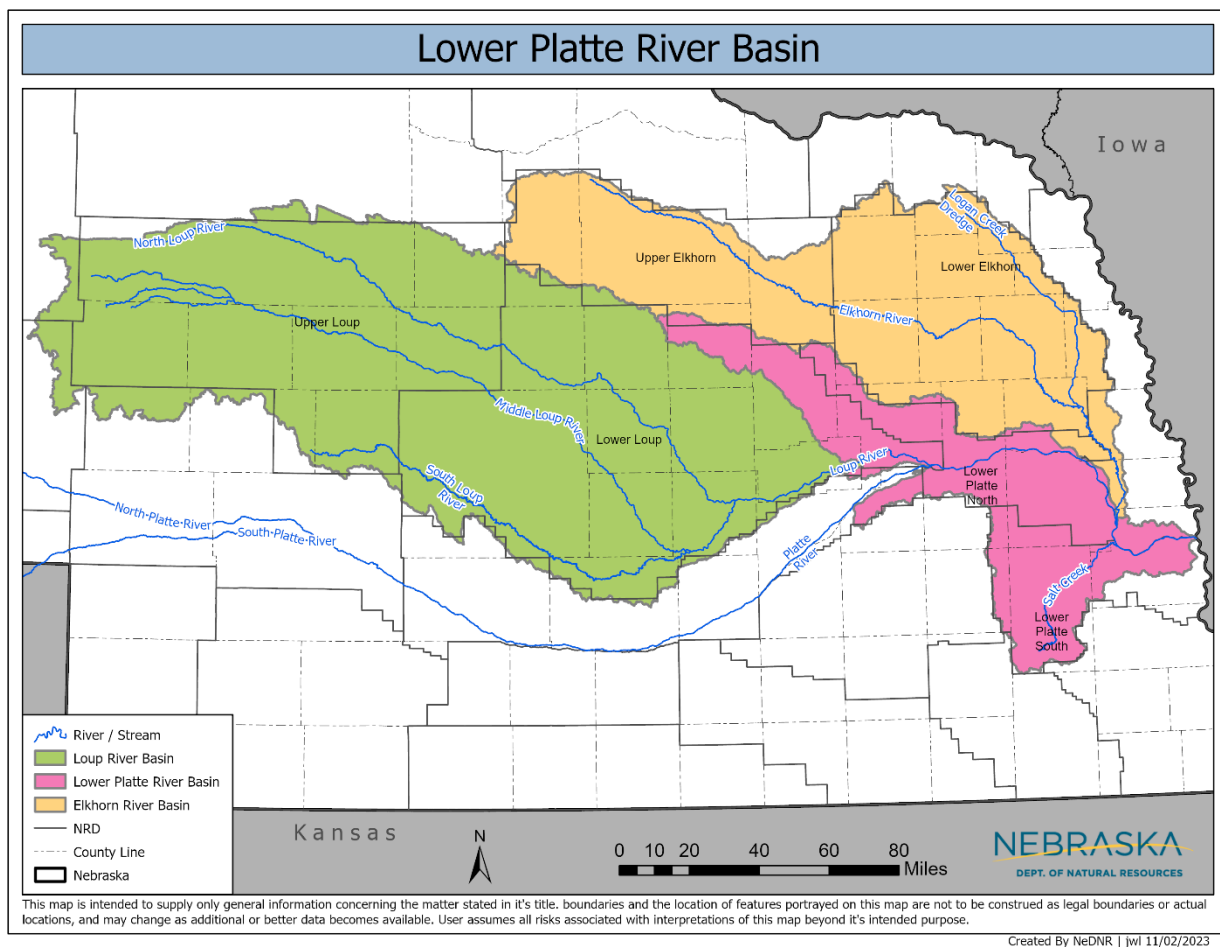 Lower Platte River Basin
Iowa
Logan Creek
Dredge
North Loup River
Upper Elkhorn
Lower Elkhorn
Elkhorn River
Upper Loup
Middle Loup River
Lower Loup
Loup River
South Loup
River
Lower
Platte
North
North-Platte-River
South-Platte-River
Platte
River
Salt Creek
Lower
Platte
South
River / Stream
Loup River Basin
Lower Platte River Basin
Elkhorn River Basin
NRD
County Line
Nebraska
Kansas
N
0 10 20 40 60 80
Miles
NEBRASKA
DEPT. OF NATURAL RESOURCES
This map is intended to supply only general information concerning the matter stated in it's title. boundaries and the location of features portrayed on this map are not to be construed as legal boundaries or actual
locations, and may change as additional or better data becomes available. User assumes all risks associated with interpretations of this map beyond it's intended purpose.
Created By NeDNR | jwl 11/02/2023